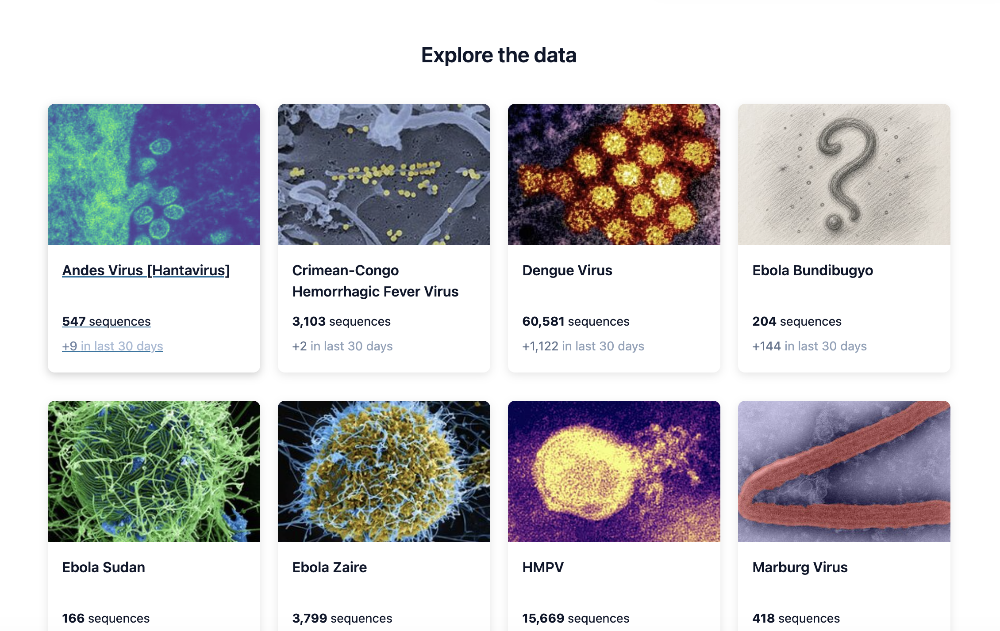 Explore the data
Andes Virus [Hantavirus]
547 sequences
+9 in last 30 days
Crimean-Congo
Hemorrhagic Fever Virus
3,103 sequences
+2 in last 30 days
Dengue Virus
60,581 sequences
+1,122 in last 30 days
Ebola Bundibugyo
204 sequences
+144 in last 30 days
Ebola Sudan
166 sequences
Ebola Zaire
3,799 sequences
HMPV
15,669 sequences
Marburg Virus
418 sequences